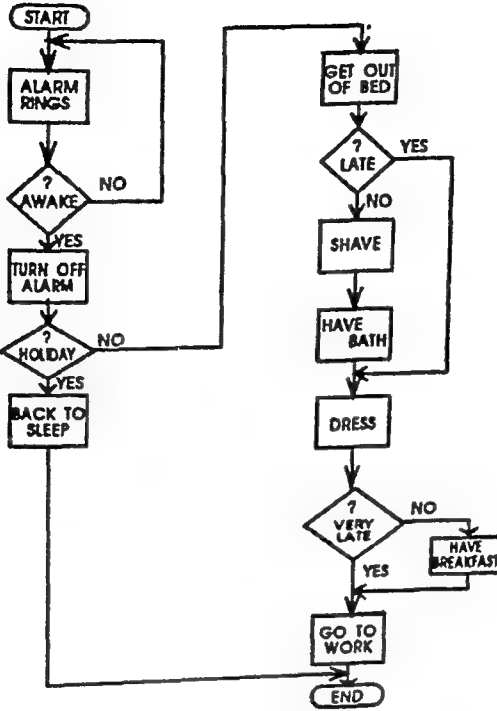 START
ALARM
RINGS
?
AWAKE
NO
YES
TURN OFF
ALARM
?
HOLIDAY
NO
YES
BACK TO
SLEEP
GET OUT
OF BED
?
LATE
YES
NO
SHAVE
HAVE
BATH
DRESS
?
VERY
LATE
NO
HAVE
BREAKFAST
YES
GO TO
WORK
END